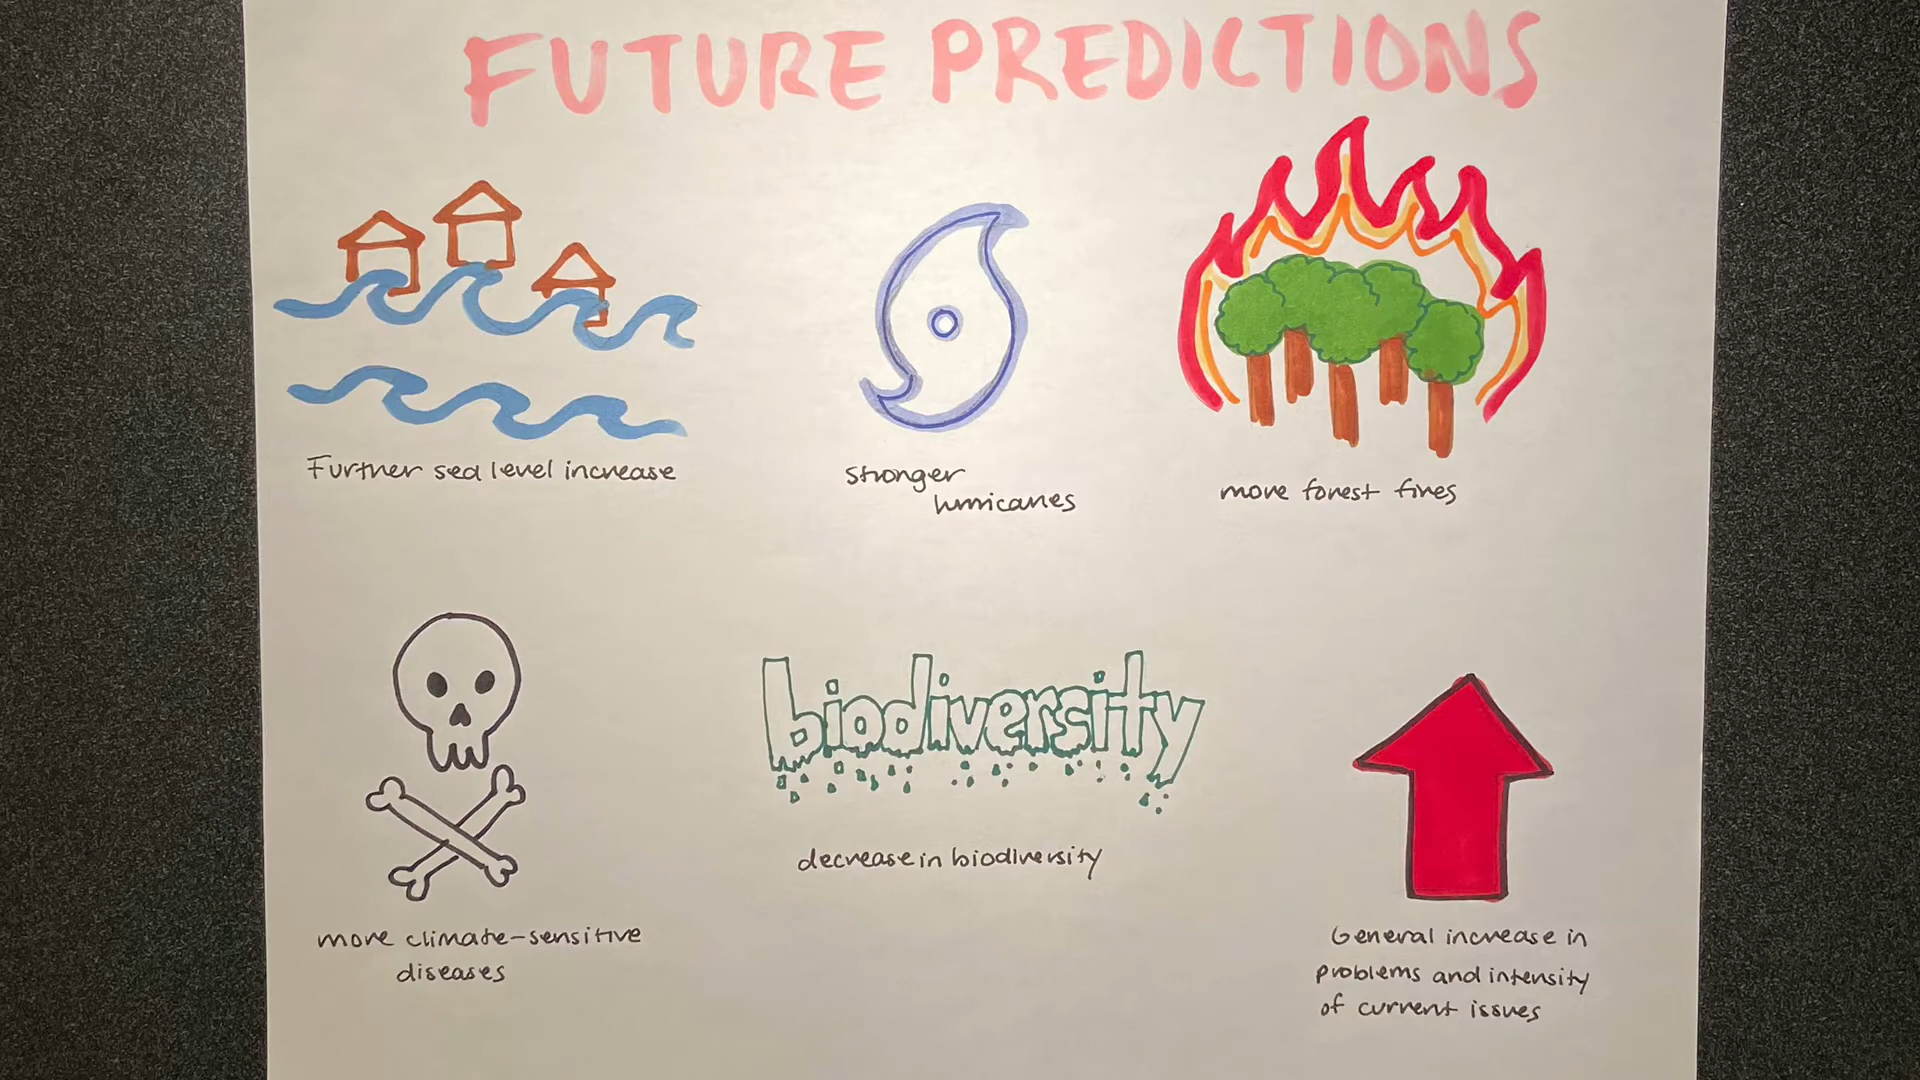 FUTURE PREDICTIONS
Further sea level increase
stronger
hurricanes
more forest fires
biodiversity
decrease in biodiversity
more climate-sensitive
diseases
General increase in
problems and intensity
of current issues